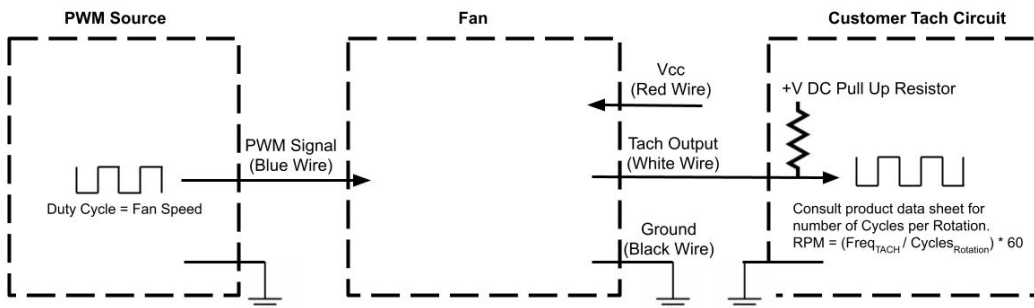 PWM Source
Fan
Customer Tach Circuit
Vcc
(Red Wire)
+V DC Pull Up Resistor
PWM Signal
(Blue Wire)
Tach Output
(White Wire)
Duty Cycle = Fan Speed
Consult product data sheet for
number of Cycles per Rotation.
RPM = (Freq_TACH / Cycles_Rotation) * 60
Ground
(Black Wire)